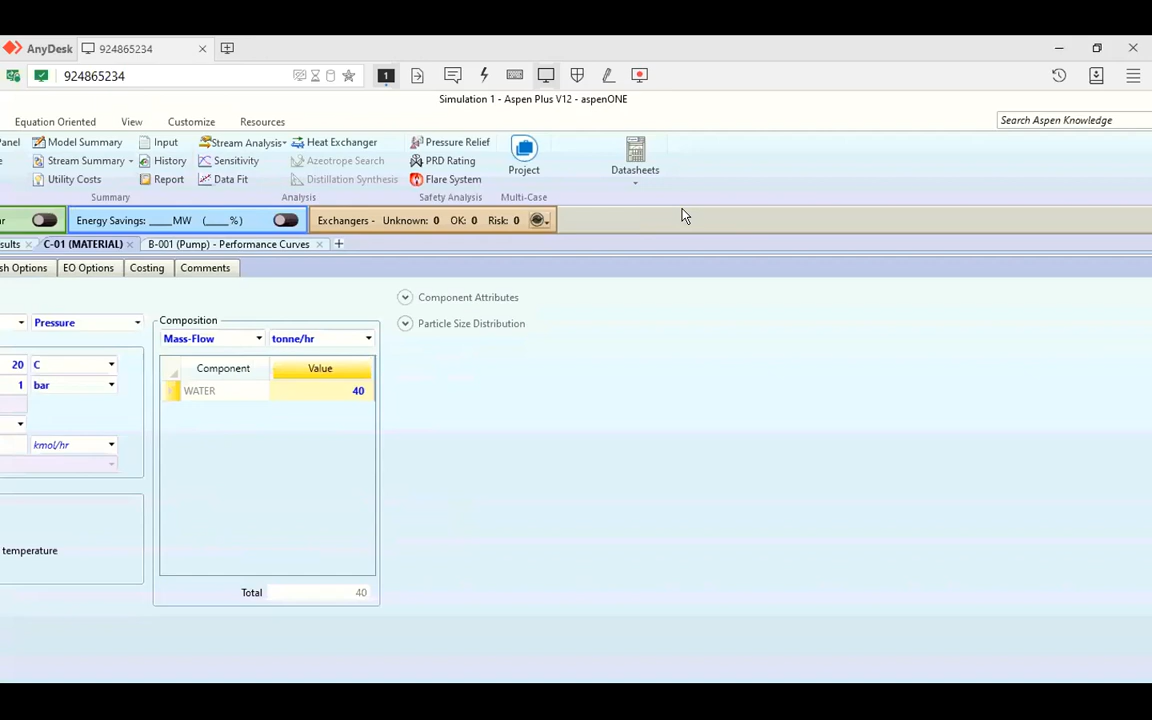 AnyDesk 924865234
924865234 1
Simulation 1 - Aspen Plus V12 - aspenONE
Equation Oriented View Customize Resources Search Aspen Knowledge
Panel Model Summary Input Stream Analysis Heat Exchanger Pressure Relief
Stream Summary History Sensitivity Azeotrope Search PRD Rating Project Datasheets
Utility Costs Report Data Fit Distillation Synthesis Flare System
Summary Analysis Safety Analysis Multi-Case
Energy Savings: ____MW (____%) Exchangers - Unknown: 0 OK: 0 Risk: 0
C-01 (MATERIAL) B-001 (Pump) - Performance Curves +
sh Options EO Options Costing Comments
Component Attributes
Particle Size Distribution
Pressure
Composition
Mass-Flow tonne/hr
20 C
1 bar
Component Value
WATER 40
kmol/hr
temperature
Total 40